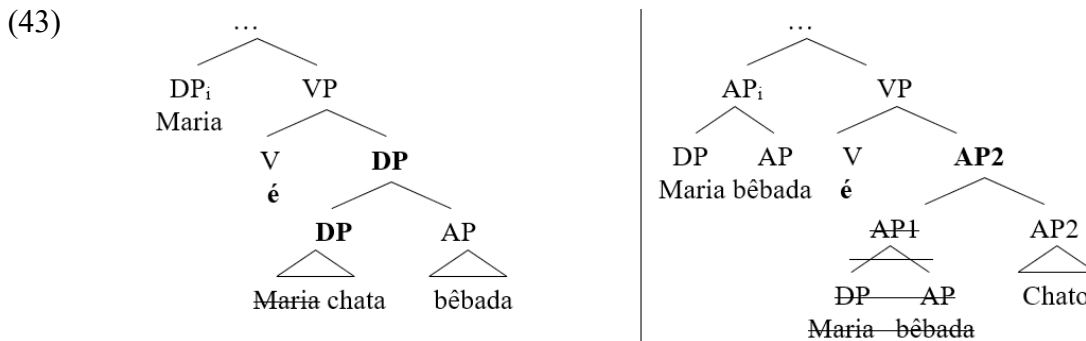 (43)
… …
DPᵢ VP APᵢ VP
Maria
V DP DP AP V AP2
é Maria bêbada é
DP AP AP1 AP2
Maria chata bêbada DP AP Chato
Maria bêbada